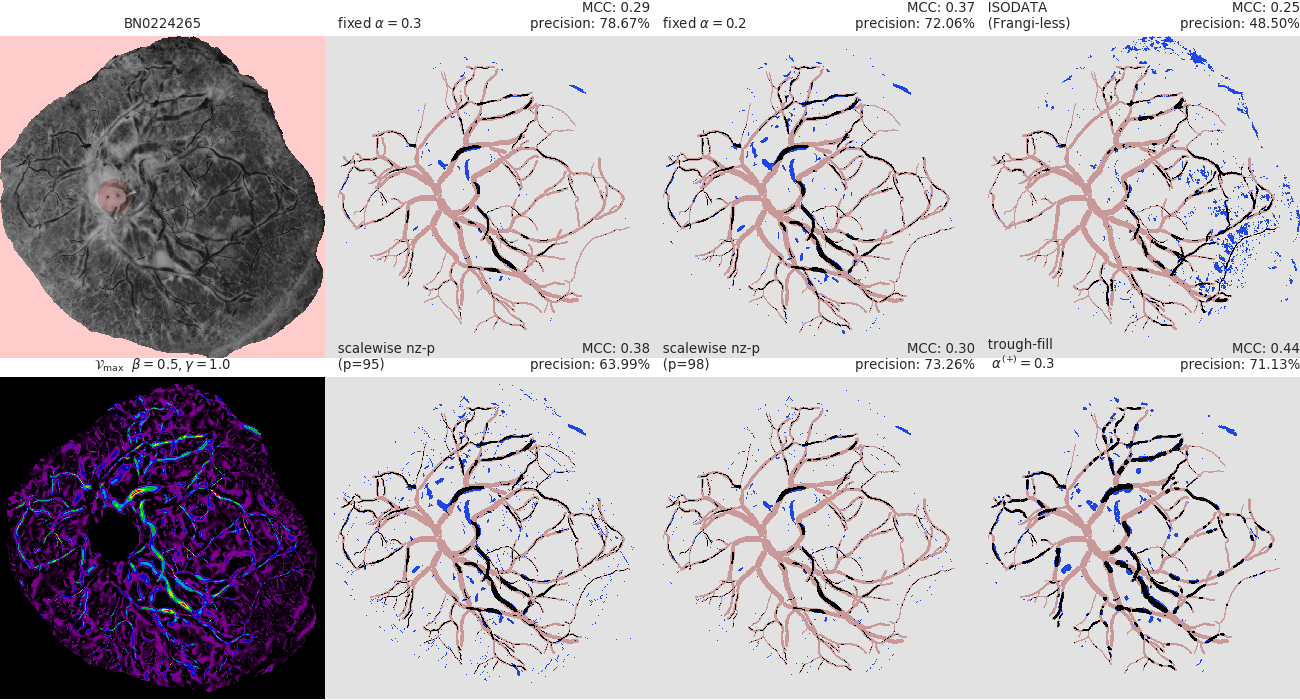 BN0224265
fixed α = 0.3
MCC: 0.29
precision: 78.67%
fixed α = 0.2
MCC: 0.37
precision: 72.06%
ISODATA
(Frangi-less)
MCC: 0.25
precision: 48.50%
𝒱max β = 0.5, γ = 1.0
scalewise nz-p
(p=95)
MCC: 0.38
precision: 63.99%
scalewise nz-p
(p=98)
MCC: 0.30
precision: 73.26%
trough-fill
α(+) = 0.3
MCC: 0.44
precision: 71.13%